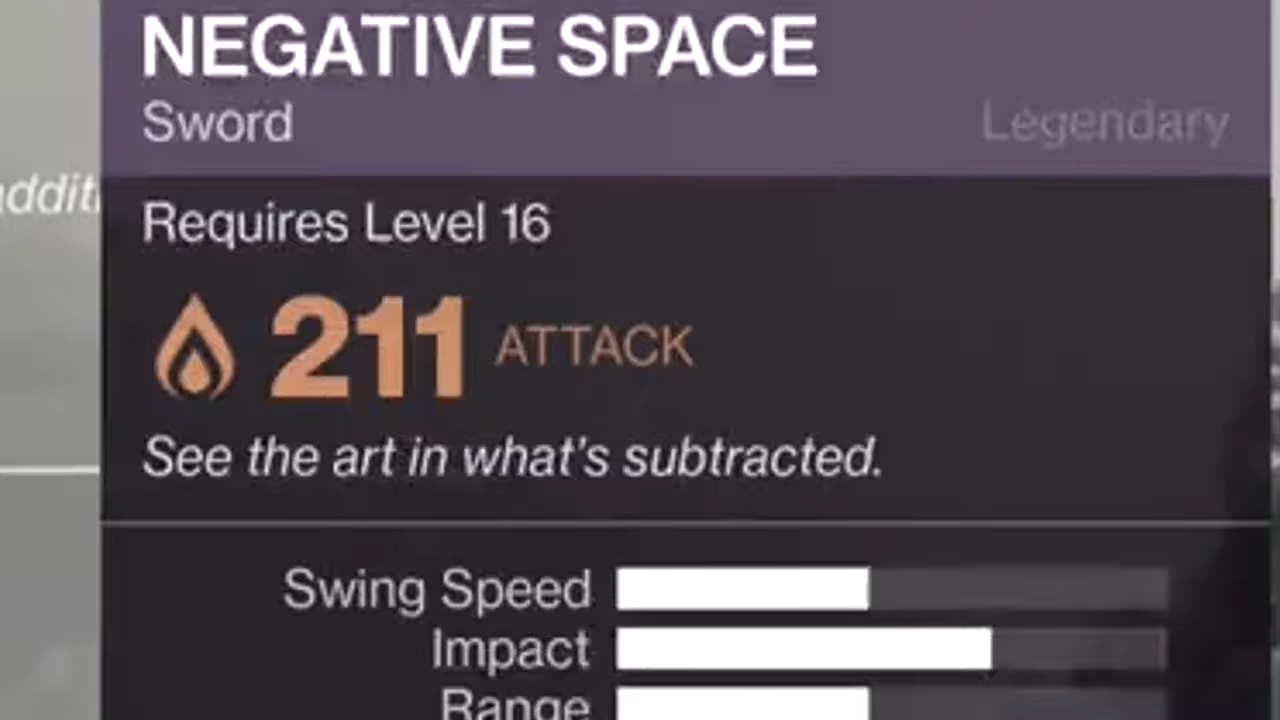 NEGATIVE SPACE
Sword
Legendary
Requires Level 16
211 ATTACK
See the art in what's subtracted.
Swing Speed
Impact
Range